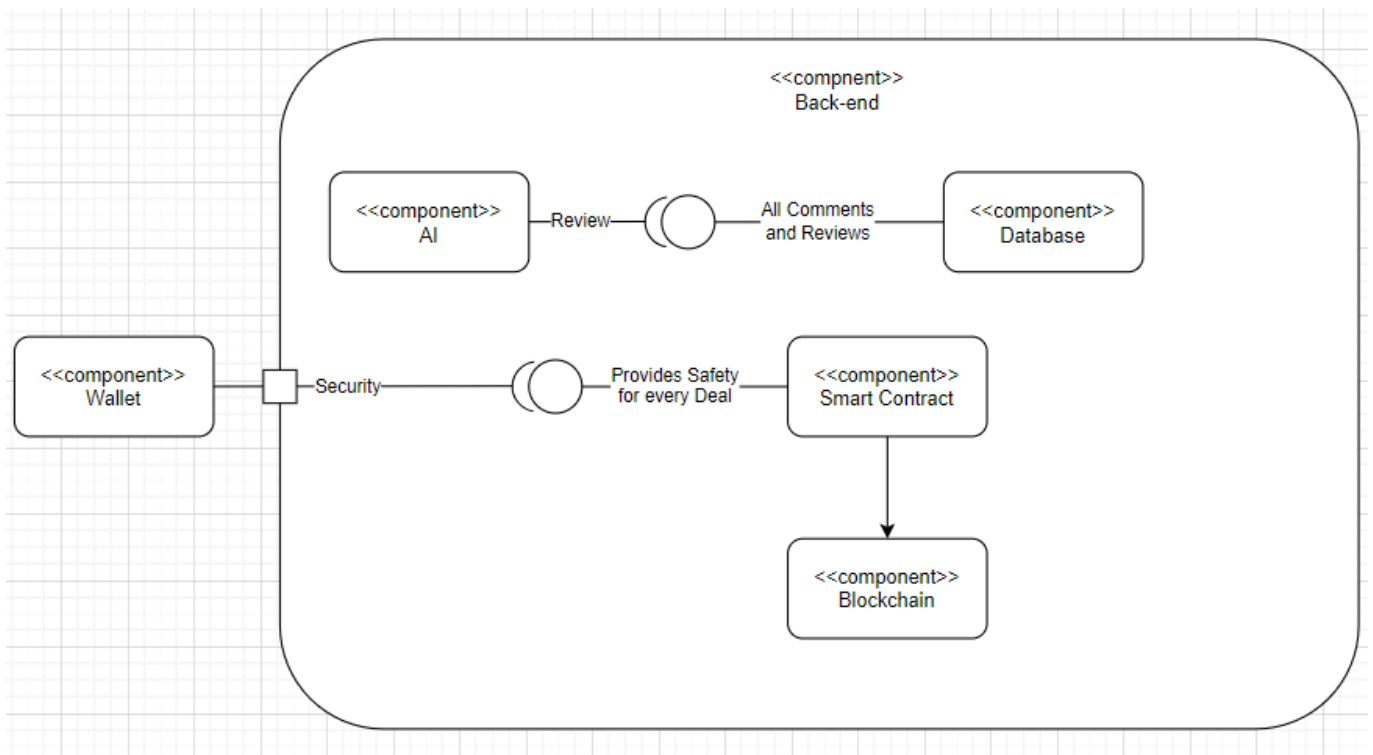 <<compnent>>
Back-end
<<component>>
AI
Review
All Comments
and Reviews
<<component>>
Database
<<component>>
Wallet
Security
Provides Safety
for every Deal
<<component>>
Smart Contract
<<component>>
Blockchain